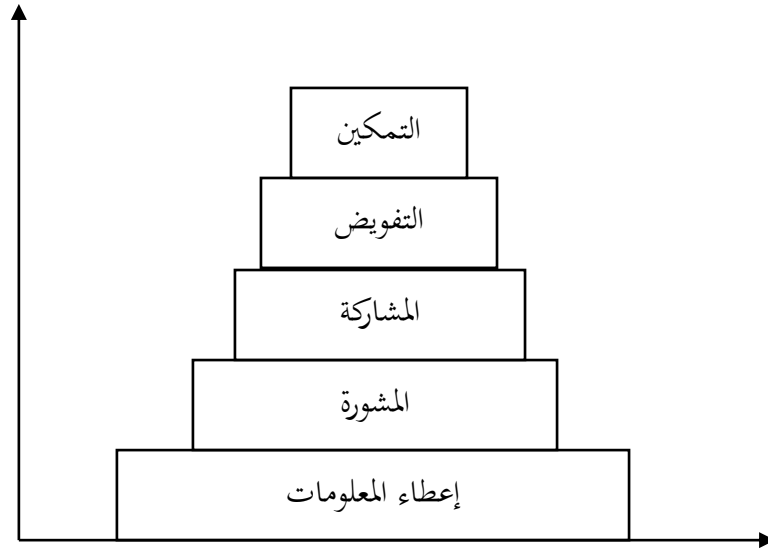 التمكين
التفويض
المشاركة
المشورة
إعطاء المعلومات